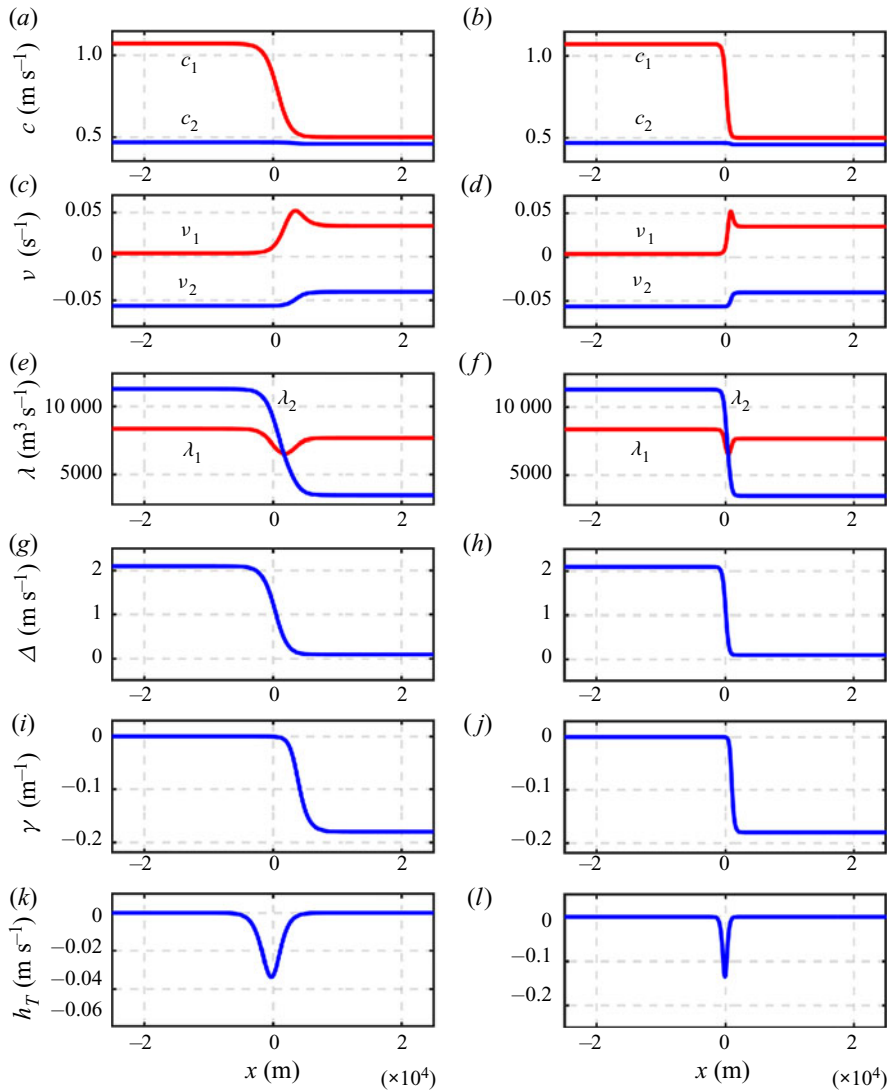 (a) (b)
c (m s⁻¹)
1.0 1.0
c₁ c₁
c₂ c₂
0.5 0.5
–2 0 2 –2 0 2
(c) (d)
ν (s⁻¹)
0.05 0.05
ν₁ ν₁
0 0
ν₂ ν₂
–0.05 –0.05
–2 0 2 –2 0 2
(e) (f)
λ (m³ s⁻¹)
λ₂ λ₂
10 000 10 000
λ₁ λ₁
5000 5000
–2 0 2 –2 0 2
(g) (h)
Δ (m s⁻¹)
2 2
1 1
0 0
–2 0 2 –2 0 2
(i) (j)
γ (m⁻¹)
0 0
–0.1 –0.1
–0.2 –0.2
–2 0 2 –2 0 2
(k) (l)
h_T (m s⁻¹)
0 0
–0.02 –0.1
–0.04 –0.2
–0.06
–2 0 2 –2 0 2
x (m) (×10⁴) x (m) (×10⁴)